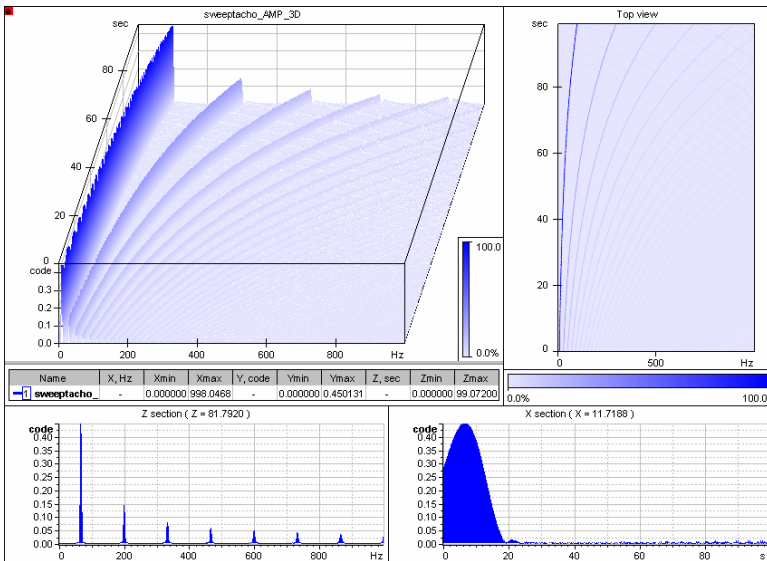 sweeptacho_AMP_3D
sec
80
60
40
20
0
code
0.3
0.2
0.1
0.0
0 200 400 600 800 Hz
100.0
0.0%
Top view
sec
80
60
40
20
0
0 500 Hz
0.0% 100.0
Name X, Hz Xmin Xmax Y, code Ymin Ymax Z, sec Zmin Zmax
1 sweeptacho_ - 0.000000 998.0468 - 0.000000 0.450131 - 0.000000 99.07200
Z section ( Z = 81.7920 )
code
0.40
0.35
0.30
0.25
0.20
0.15
0.10
0.05
0.00
0 200 400 600 Hz
X section ( X = 11.7188 )
code
0.40
0.35
0.30
0.25
0.20
0.15
0.10
0.05
0.00
0 20 40 60 80 s